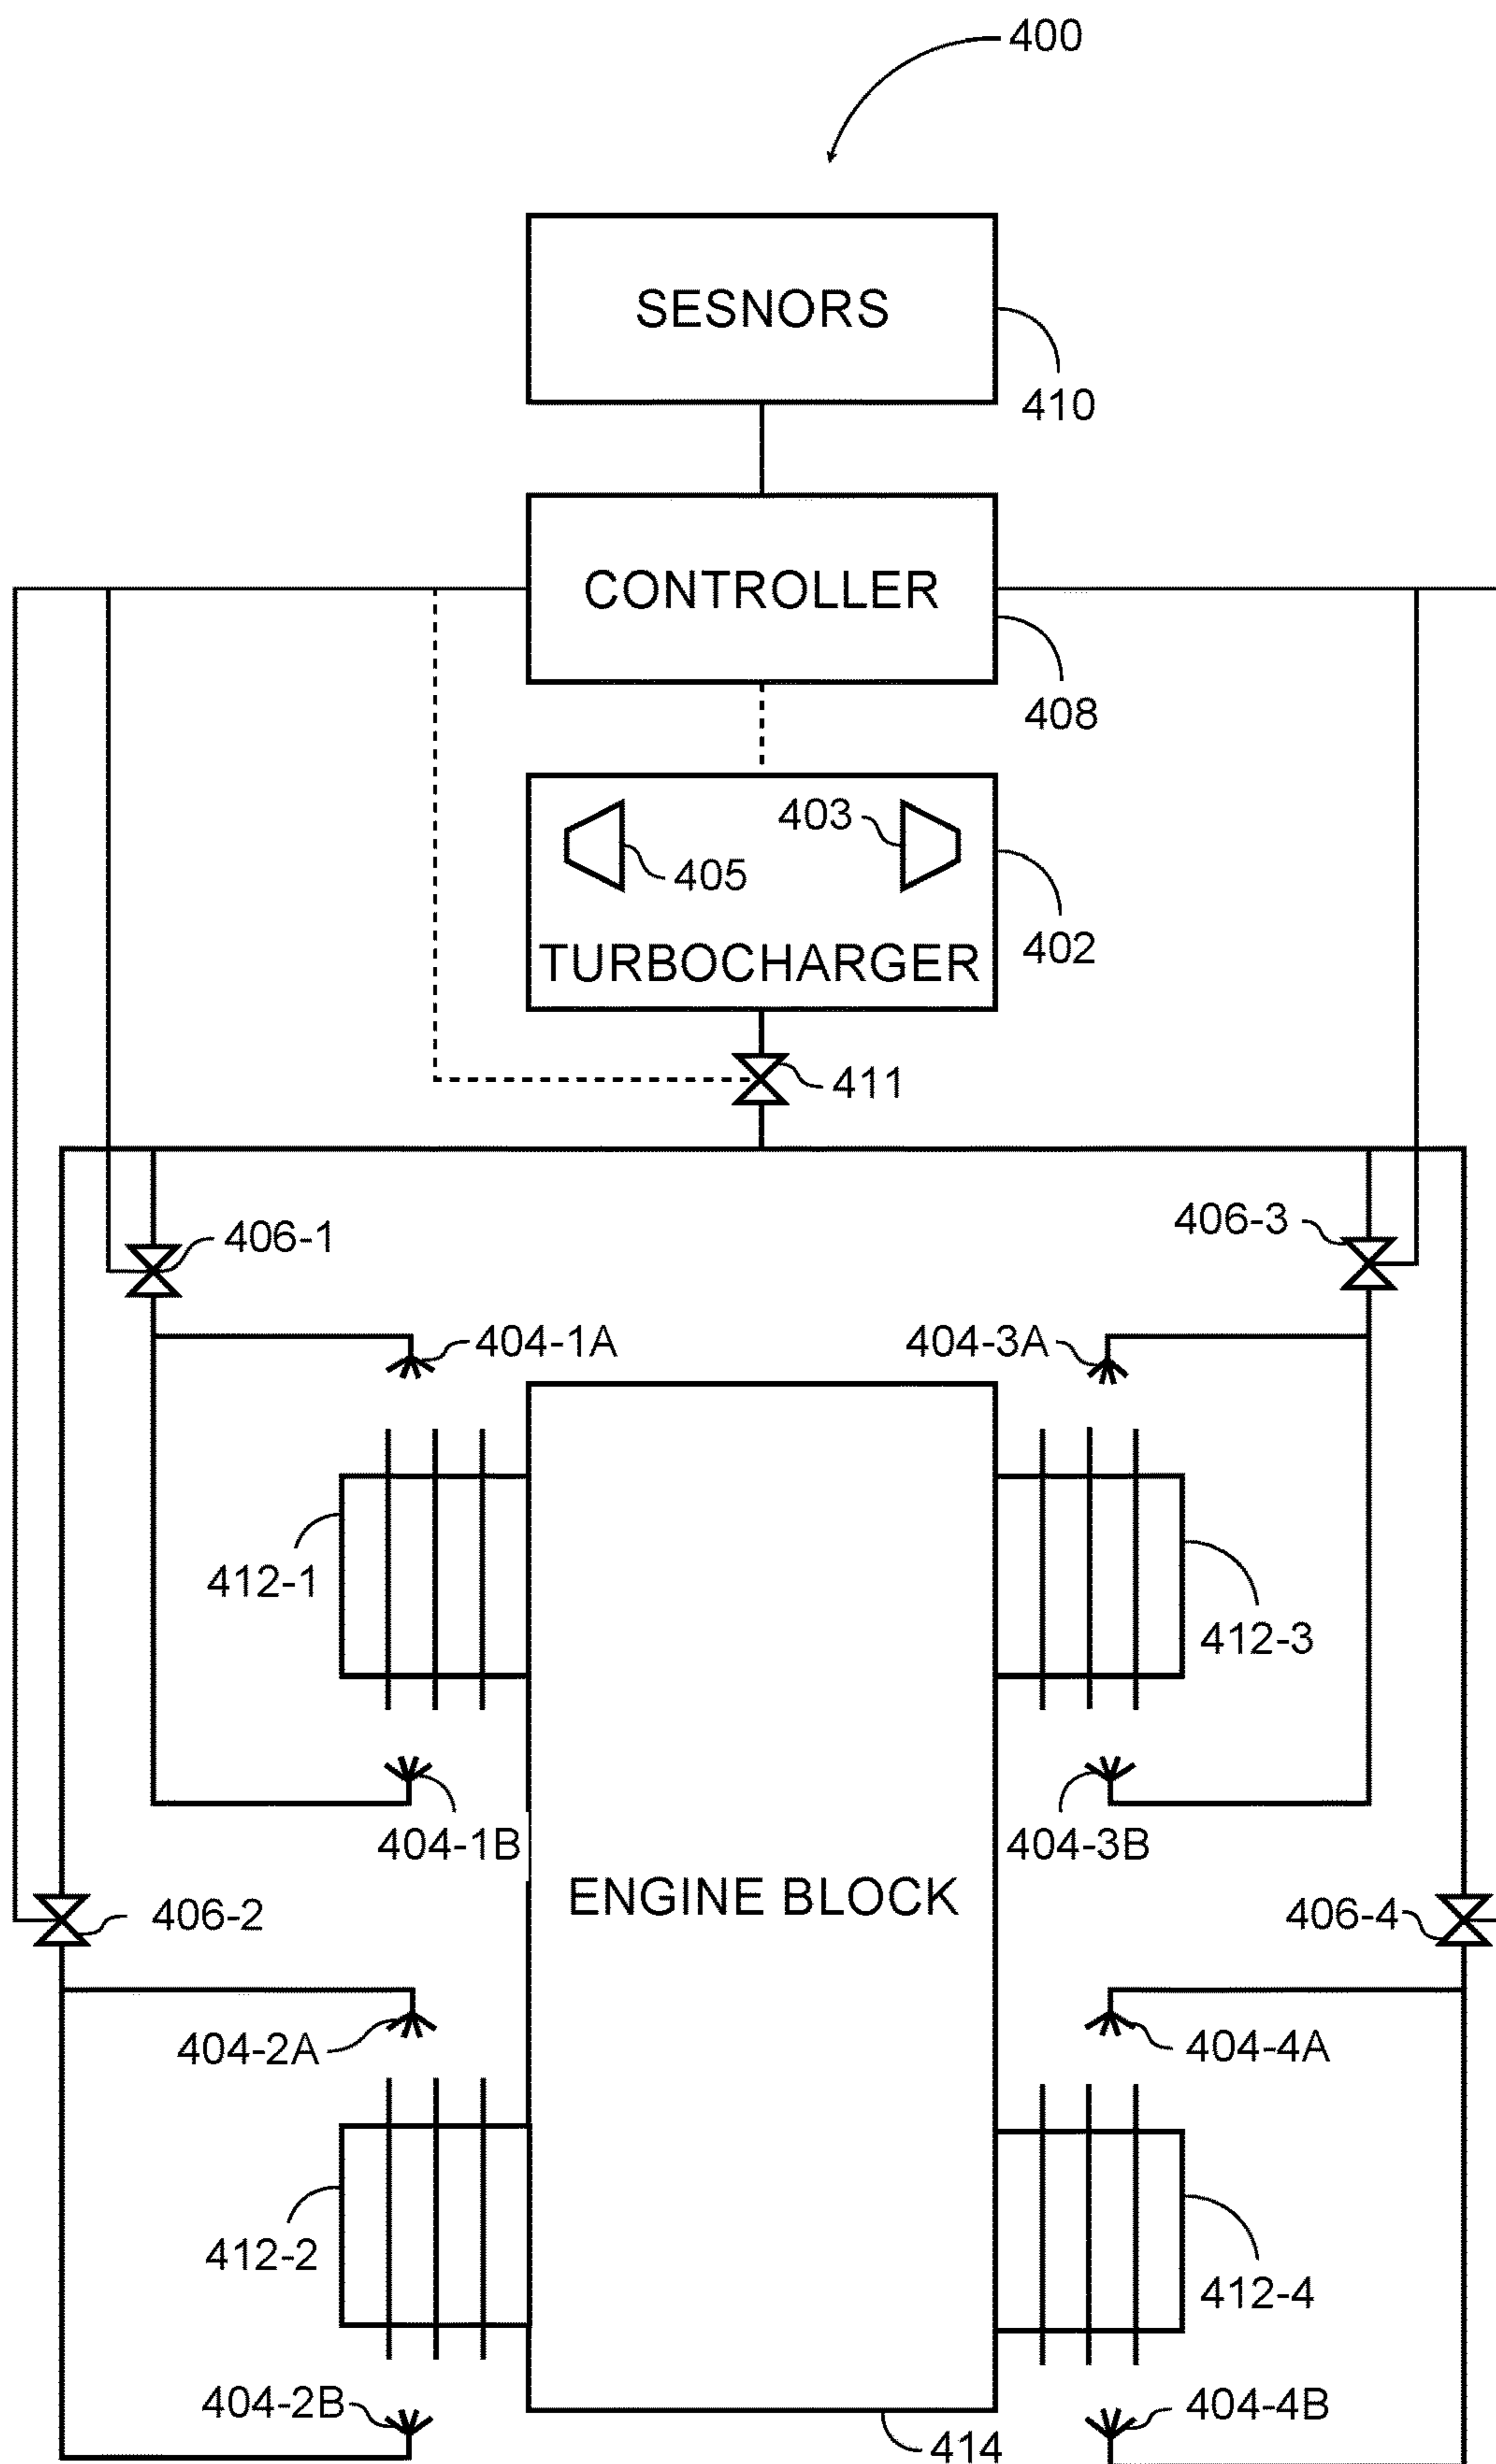 400
SESNORS
410
CONTROLLER
408
403
405
402
TURBOCHARGER
411
406-1
406-3
404-1A
404-3A
412-1
412-3
404-1B
404-3B
ENGINE BLOCK
406-2
406-4
404-2A
404-4A
412-2
412-4
404-2B
404-4B
414